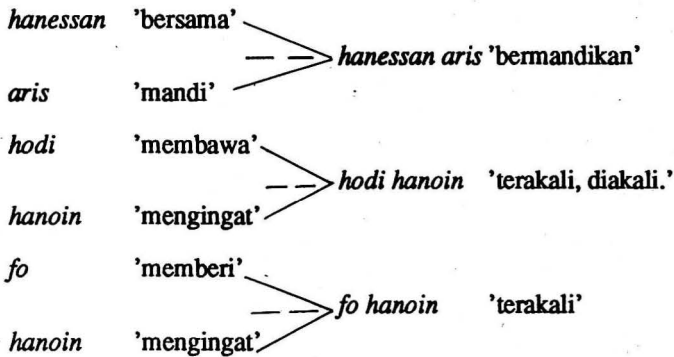 hanessan 'bersama'
hanessan aris 'bermandikan'
aris 'mandi'
hodi 'membawa'
hodi hanoin 'terakali, diakali.'
hanoin 'mengingat'
fo 'memberi'
fo hanoin 'terakali'
hanoin 'mengingat'